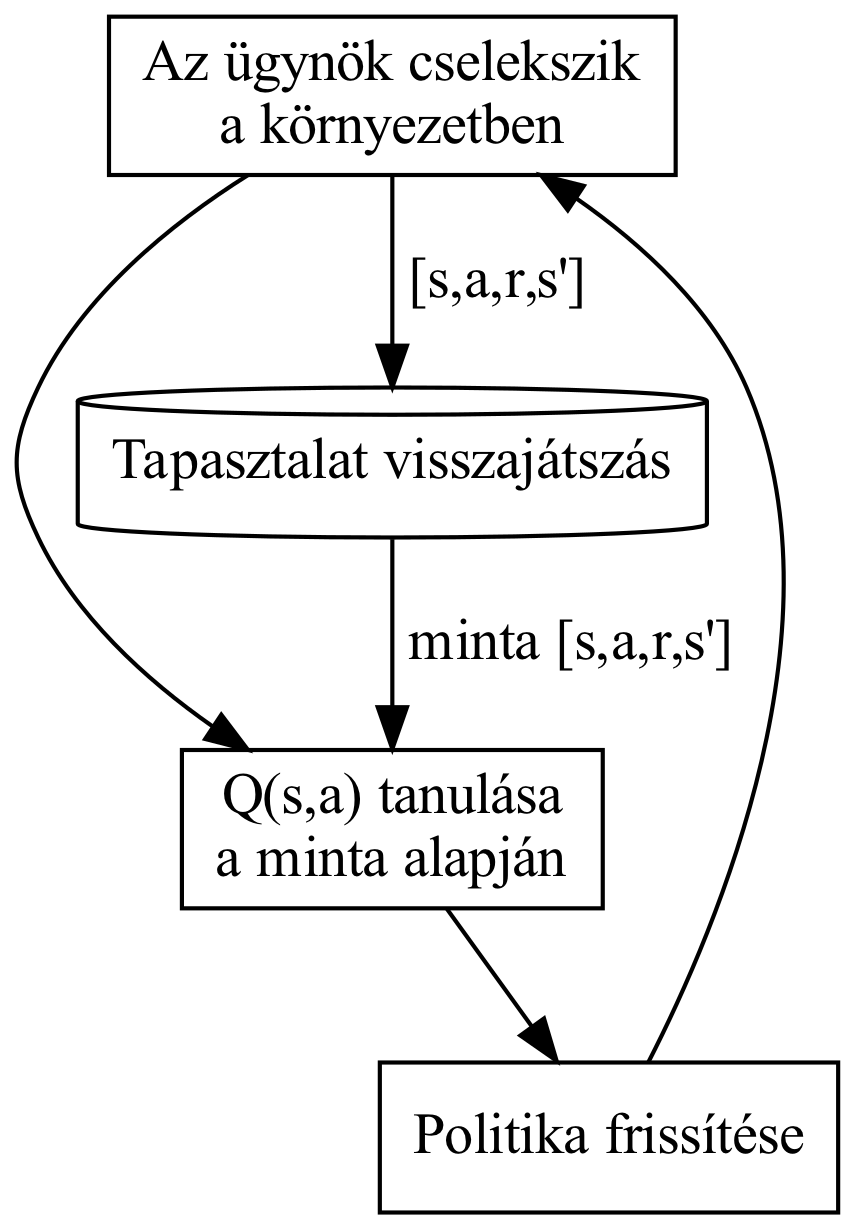 Az ügynök cselekszik
a környezetben
[s,a,r,s']
Tapasztalat visszajátszás
minta [s,a,r,s']
Q(s,a) tanulása
a minta alapján
Politika frissítése